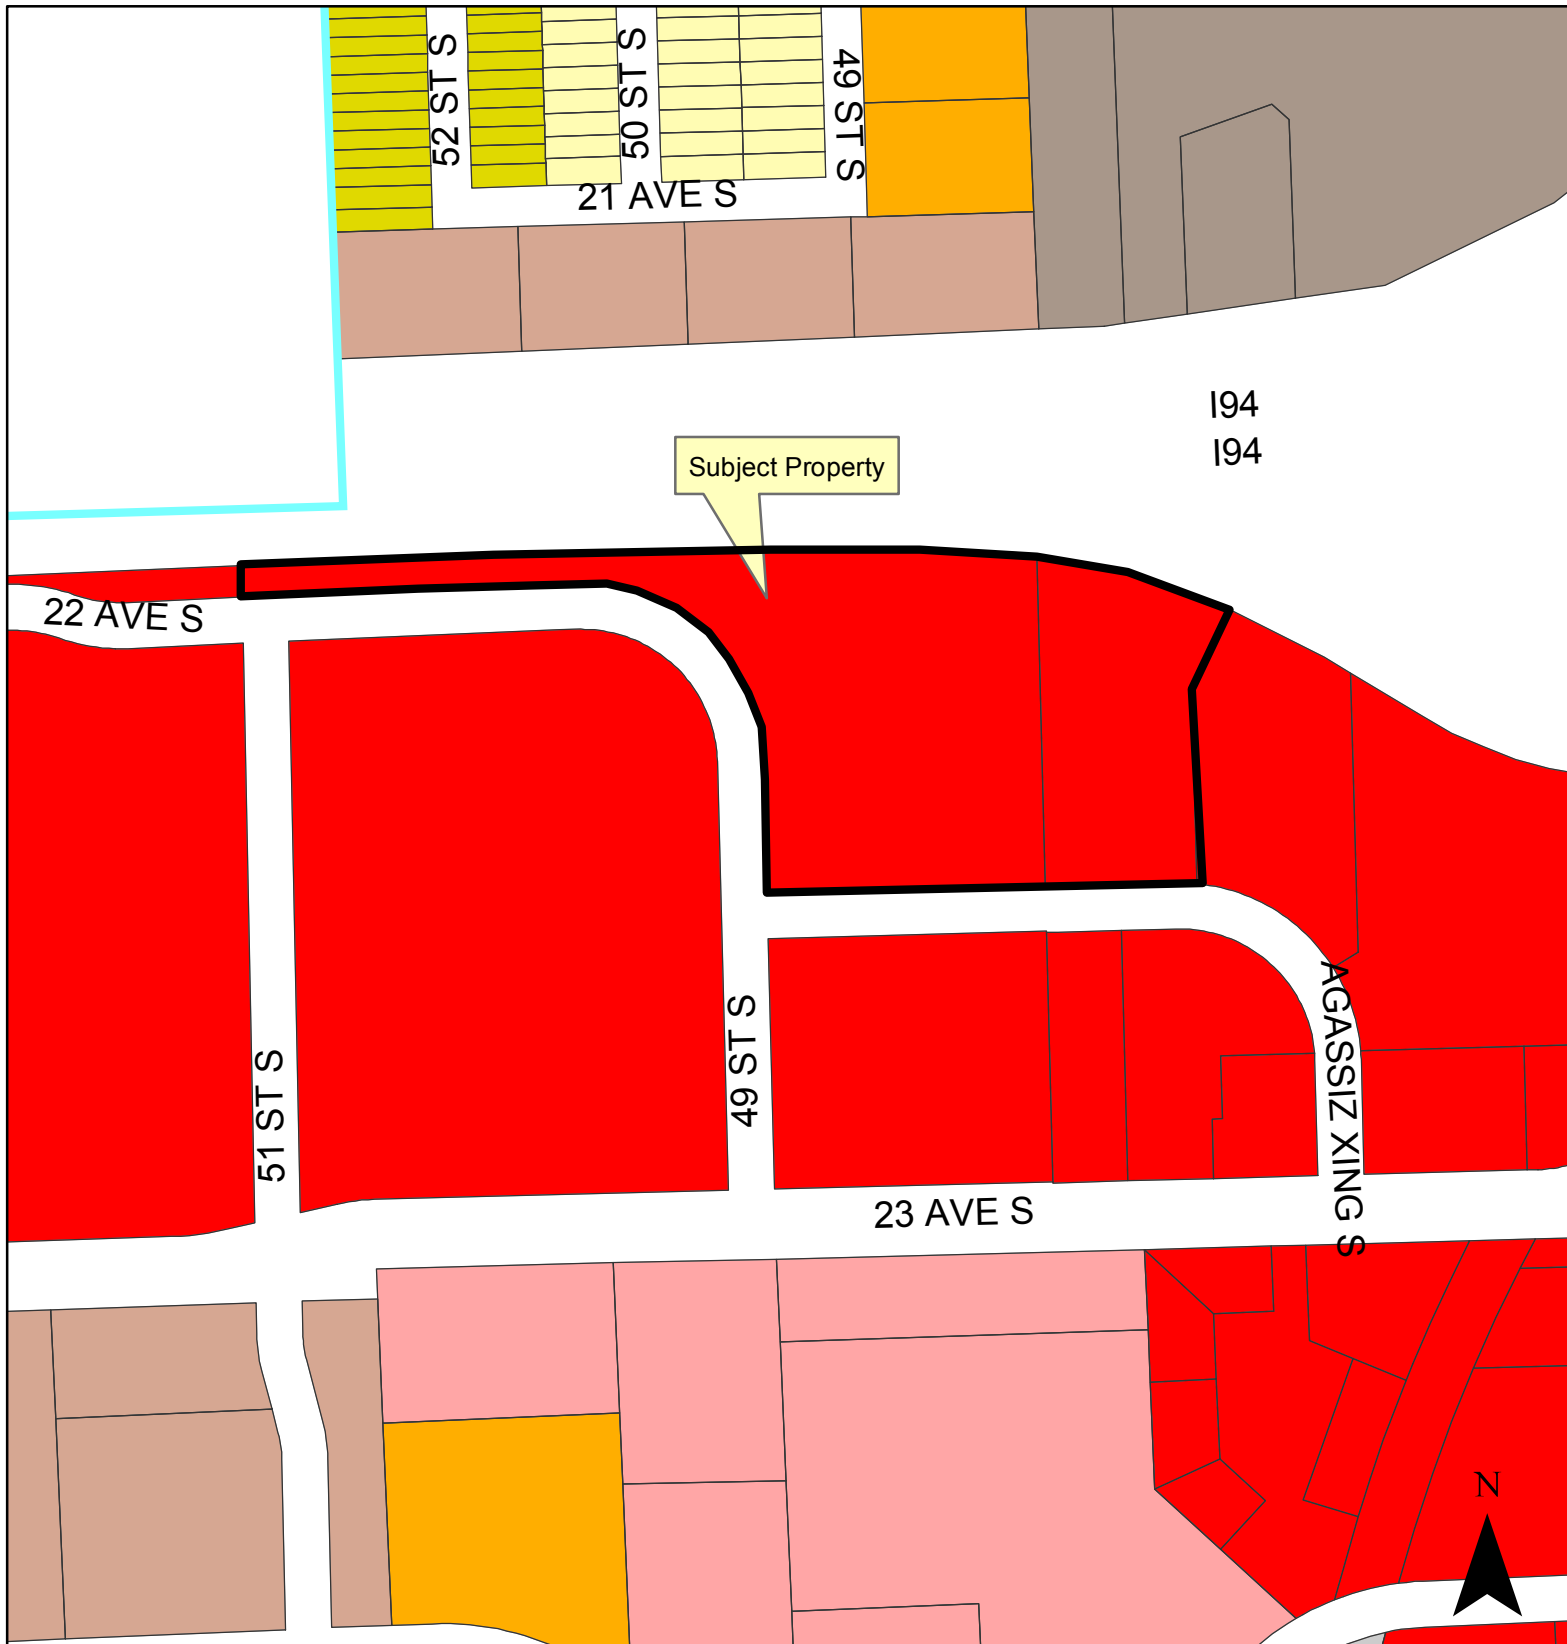 52 ST S
50 ST S
49 ST S
21 AVE S
I94
I94
Subject Property
22 AVE S
51 ST S
49 ST S
AGASSIZ XING S
23 AVE S
N